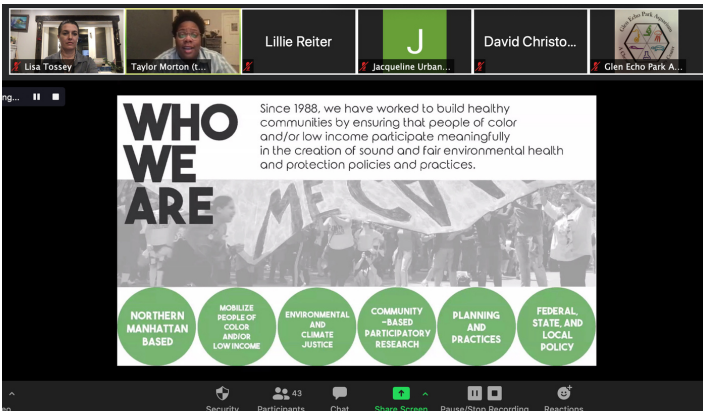 Lisa Tossey
Taylor Morton (t...
Lillie Reiter
J
Jacqueline Urban...
David Christo...
Glen Echo Park A...
ng...
WHO
WE
ARE
Since 1988, we have worked to build healthy
communities by ensuring that people of color
and/or low income participate meaningfully
in the creation of sound and fair environmental health
and protection policies and practices.
NORTHERN
MANHATTAN
BASED
MOBILIZE
PEOPLE OF
COLOR
AND/OR
LOW INCOME
ENVIRONMENTAL
AND
CLIMATE
JUSTICE
COMMUNITY
-BASED
PARTICIPATORY
RESEARCH
PLANNING
AND
PRACTICES
FEDERAL,
STATE, AND
LOCAL
POLICY
43
Security
Participants
Chat
Share Screen
Pause/Stop Recording
Reactions